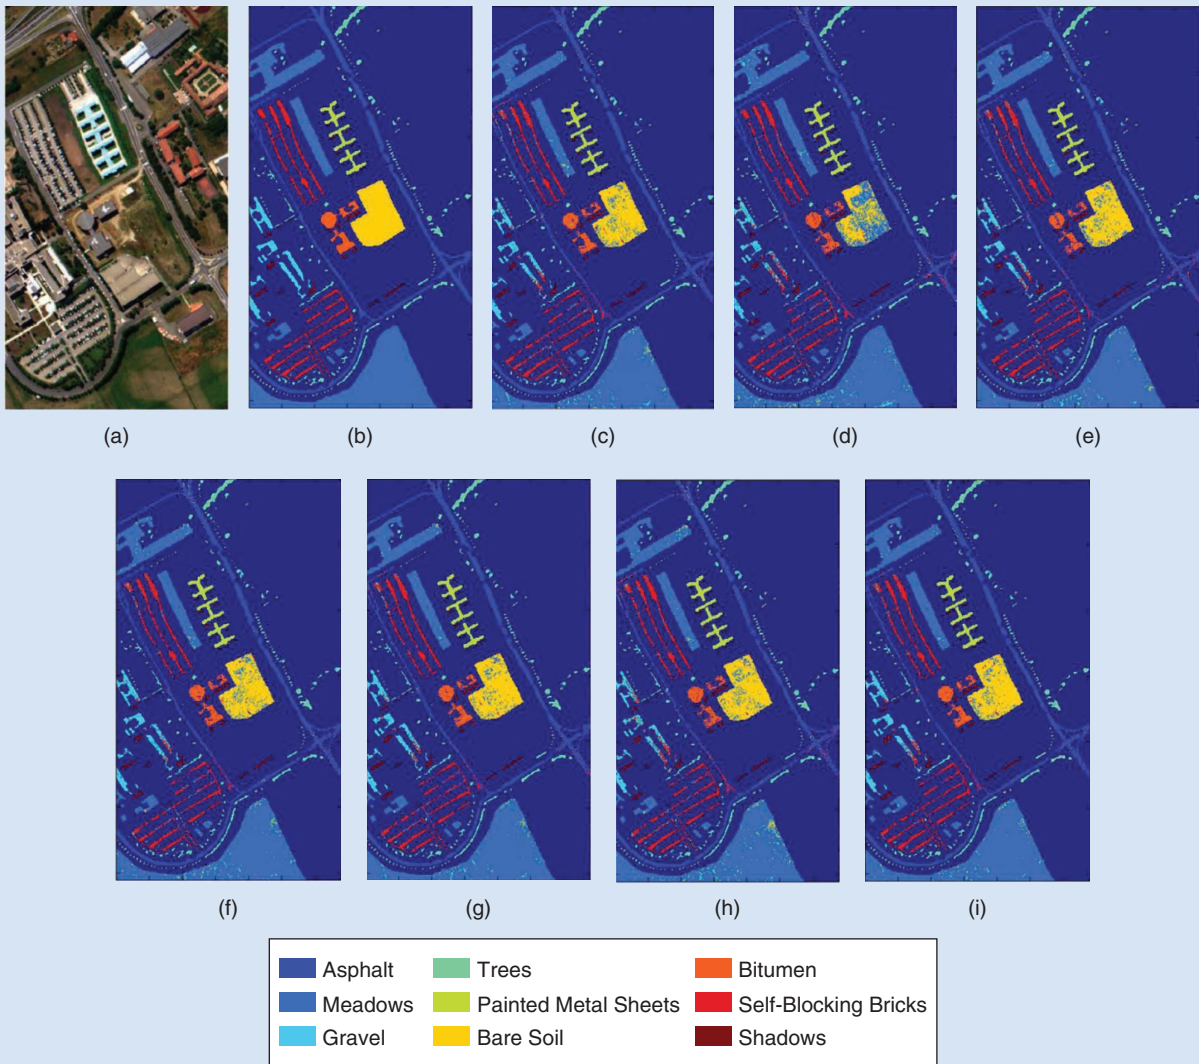 (a)
(b)
(c)
(d)
(e)
(f)
(g)
(h)
(i)
Asphalt
Trees
Bitumen
Meadows
Painted Metal Sheets
Self-Blocking Bricks
Gravel
Bare Soil
Shadows